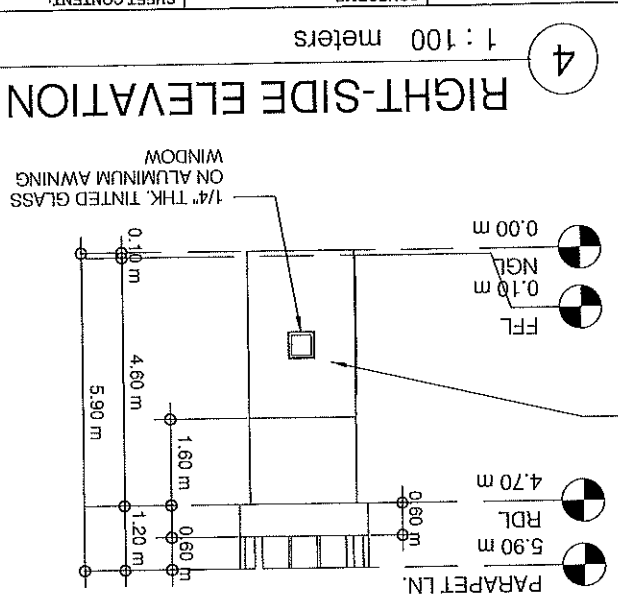 PARAPET LN.
5.90 m
RDL
4.70 m
0.60 m
0.60 m
1.20 m
1.60 m
5.90 m
4.60 m
FFL
0.10 m
NGL
0.00 m
0.10 m
1/4" THK. TINTED GLASS
ON ALUMINUM AWNING
WINDOW
4
RIGHT-SIDE ELEVATION
1 : 100 meters
SHEET CONTENT: